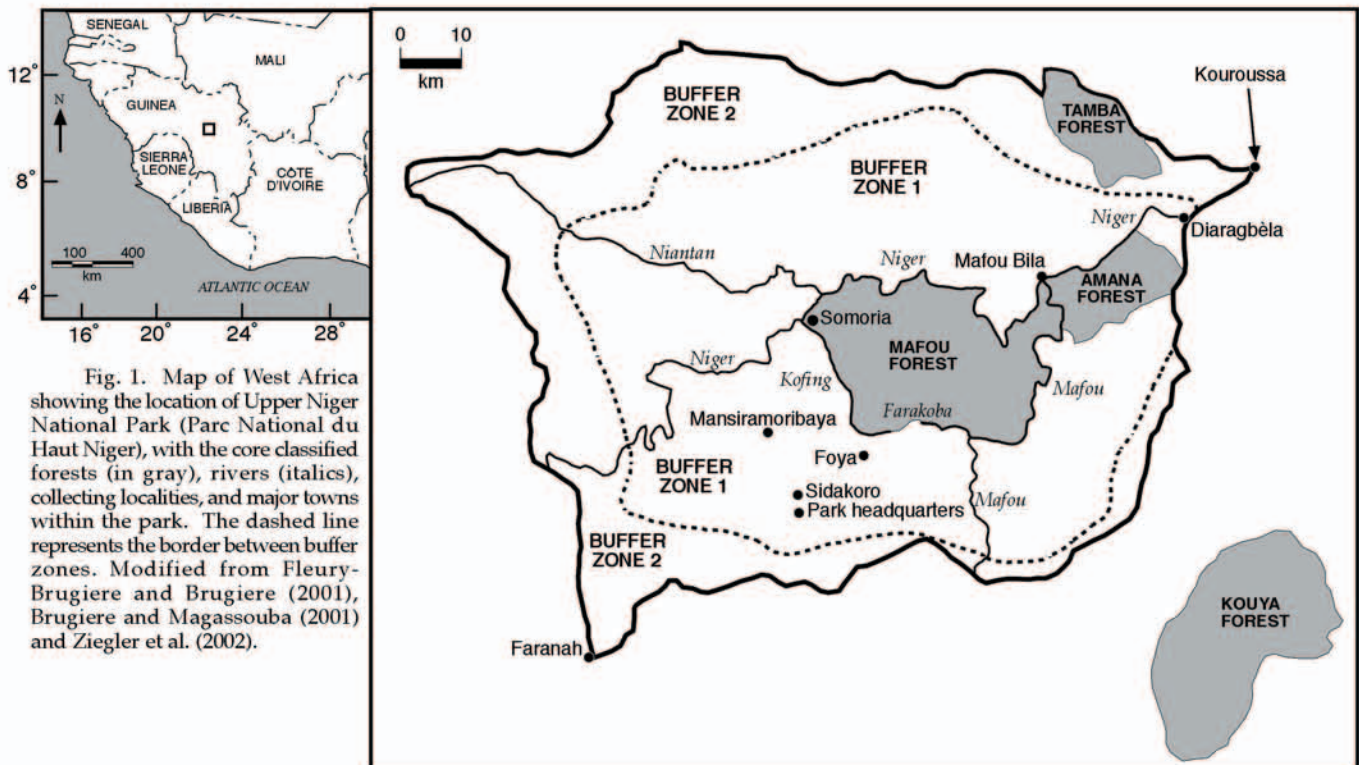 SENEGAL
MALI
12°
N
GUINEA
SIERRA
LEONE
CÔTE
D'IVOIRE
8°
LIBERIA
100 400
km
ATLANTIC OCEAN
4°
16° 20° 24° 28°
Fig. 1. Map of West Africa
showing the location of Upper Niger
National Park (Parc National du
Haut Niger), with the core classified
forests (in gray), rivers (italics),
collecting localities, and major towns
within the park. The dashed line
represents the border between buffer
zones. Modified from Fleury-
Brugiere and Brugiere (2001),
Brugiere and Magassouba (2001)
and Ziegler et al. (2002).
0 10
km
Kouroussa
BUFFER
ZONE 2
TAMBA
FOREST
BUFFER
ZONE 1
Niger
Diaragbèla
Niantan
Niger
Mafou Bila
AMANA
FOREST
Somoria
MAFOU
FOREST
Niger
Kofing
Mafou
Farakoba
Mansiramoribaya
Foya
BUFFER
ZONE 1
Sidakoro
Park headquarters
Mafou
BUFFER
ZONE 2
KOUYA
FOREST
Faranah